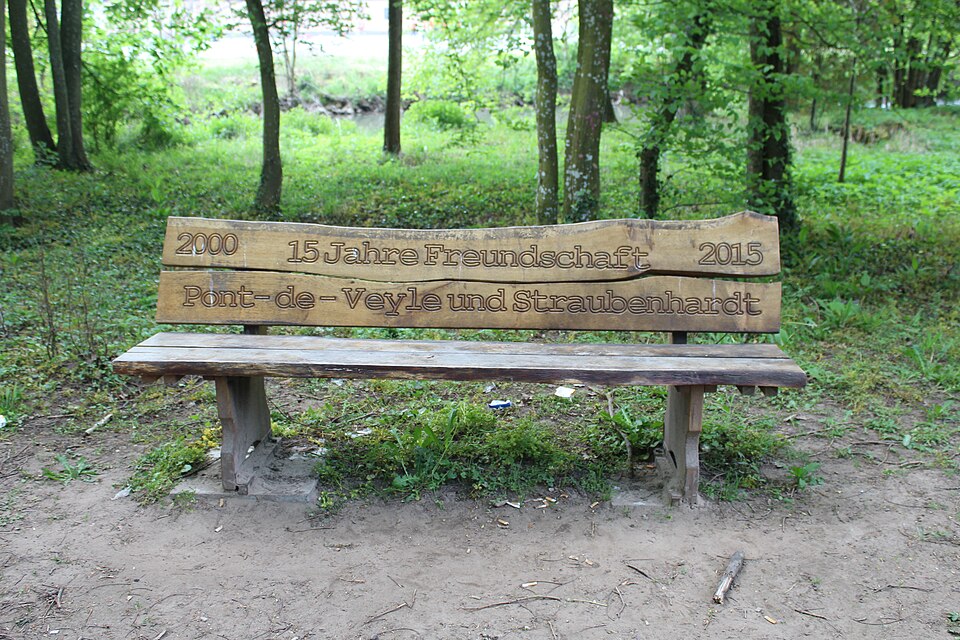 2000 15 Jahre Freundschaft 2015
Pont-de-Veyle und Straubenhardt